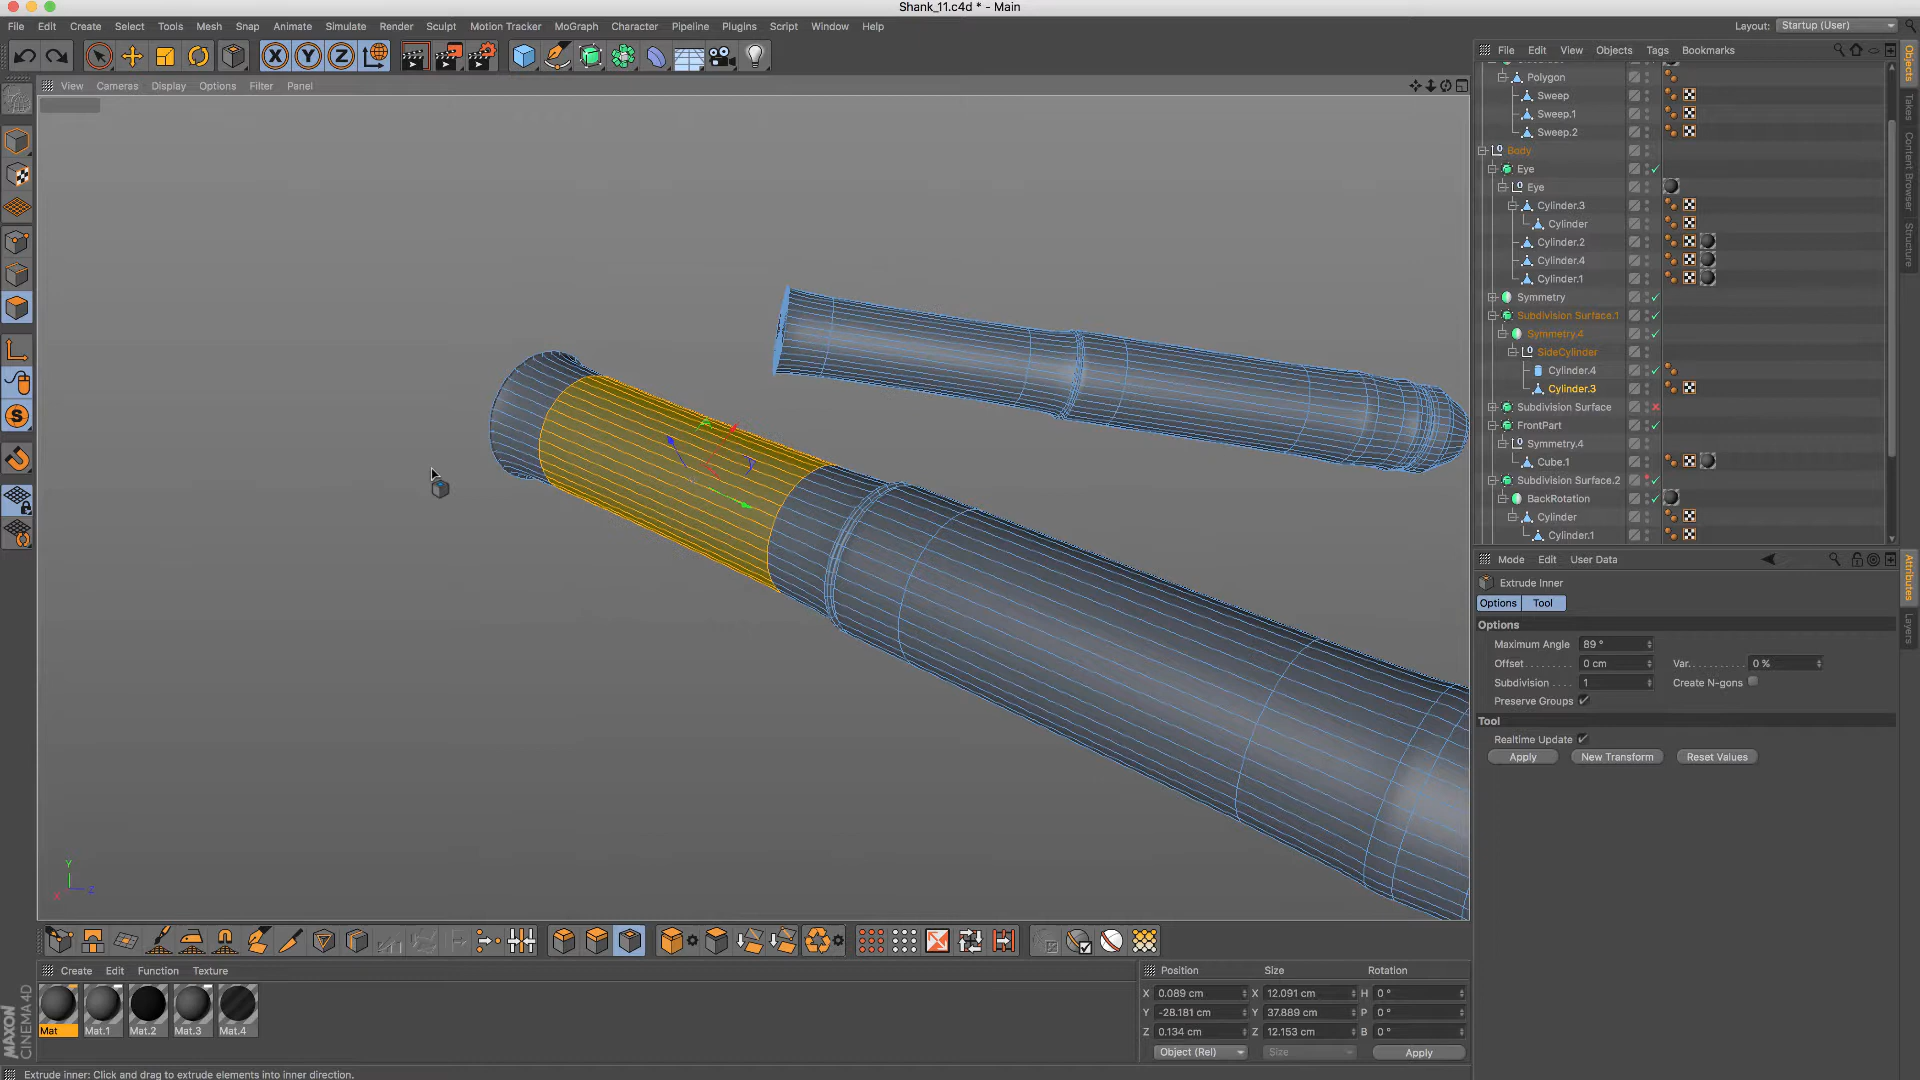 Shank_11.c4d * - Main
File Edit Create Select Tools Mesh Snap Animate Simulate Render Sculpt Motion Tracker MoGraph Character Pipeline Plugins Script Window Help
Layout: Startup (User)
X Y Z
File Edit View Objects Tags Bookmarks
View Cameras Display Options Filter Panel
Polygon
Sweep
Sweep.1
Sweep.2
Body
Eye
Eye
Cylinder.3
Cylinder
Cylinder.2
Cylinder.4
Cylinder.1
Symmetry
Subdivision Surface.1
Symmetry.4
SideCylinder
Cylinder.4
Cylinder.3
Subdivision Surface
FrontPart
Symmetry.4
Cube.1
Subdivision Surface.2
BackRotation
Cylinder
Cylinder.1
Objects
Takes
Content Browser
Structure
Mode Edit User Data
Extrude Inner
Options Tool
Options
Maximum Angle 89 °
Offset 0 cm Var. 0 %
Subdivision 1 Create N-gons
Preserve Groups
Tool
Realtime Update
Apply New Transform Reset Values
Attributes
Layers
Y
Z
X
Create Edit Function Texture
Mat Mat.1 Mat.2 Mat.3 Mat.4
MAXON CINEMA4D
Position Size Rotation
X 0.089 cm X 12.091 cm H 0 °
Y -28.181 cm Y 37.889 cm P 0 °
Z 0.134 cm Z 12.153 cm B 0 °
Object (Rel) Size Apply
Extrude inner: Click and drag to extrude elements into inner direction.